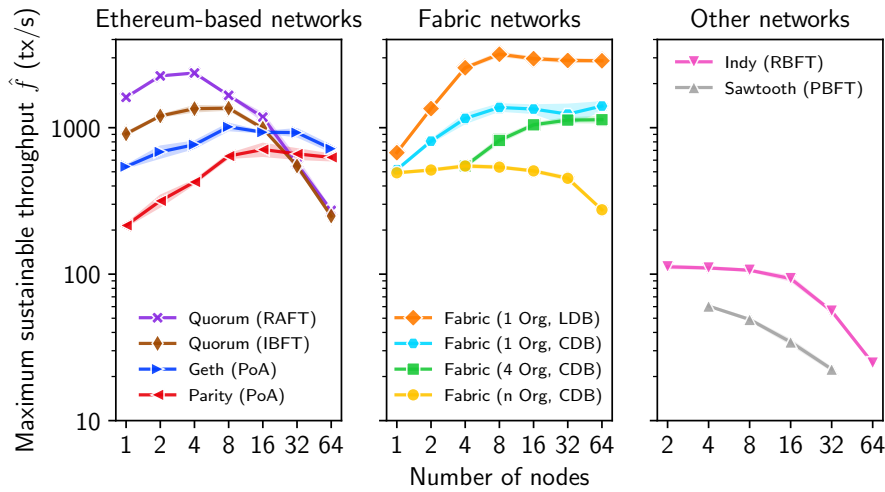 Ethereum-based networks
Fabric networks
Other networks
Maximum sustainable throughput f̂ (tx/s)
1000
100
10
Quorum (RAFT)
Quorum (IBFT)
Geth (PoA)
Parity (PoA)
1 2 4 8 16 32 64
Fabric (1 Org, LDB)
Fabric (1 Org, CDB)
Fabric (4 Org, CDB)
Fabric (n Org, CDB)
1 2 4 8 16 32 64
Number of nodes
Indy (RBFT)
Sawtooth (PBFT)
2 4 8 16 32 64